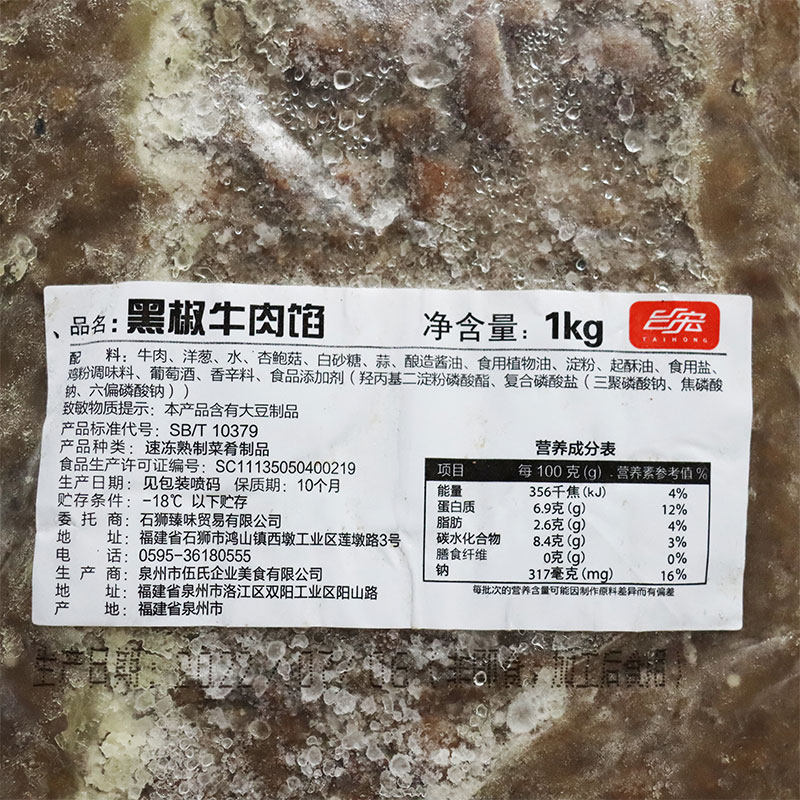 品名：黑椒牛肉馅 净含量：1kg 台宏
TAIHONG
配 料：牛肉、洋葱、水、杏鲍菇、白砂糖、蒜、酿造酱油、食用植物油、淀粉、起酥油、食用盐、
鸡粉调味料、葡萄酒、香辛料、食品添加剂（羟丙基二淀粉磷酸酯、复合磷酸盐（三聚磷酸钠、焦磷酸
钠、六偏磷酸钠））
致敏物质提示：本产品含有大豆制品
产品标准代号：SB/T 10379
产品种类：速冻熟制菜肴制品
食品生产许可证编号：SC11135050400219
生产日期：见包装喷码 保质期：10个月
贮存条件：-18℃ 以下贮存
委 托 商：石狮臻味贸易有限公司
地 址：福建省石狮市鸿山镇西墩工业区莲墩路3号
电 话：0595-36180555
生 产 商：泉州市伍氏企业美食有限公司
地 址：福建省泉州市洛江区双阳工业区阳山路
产 地：福建省泉州市
营养成分表
项目 每100克(g) 营养素参考值%
能量 356千焦(kJ) 4%
蛋白质 6.9克(g) 12%
脂肪 2.6克(g) 4%
碳水化合物 8.4克(g) 3%
膳食纤维 0克(g) 0%
钠 317毫克(mg) 16%
每批次的营养含量可能因制作原料差异而有偏差
生产日期：2022